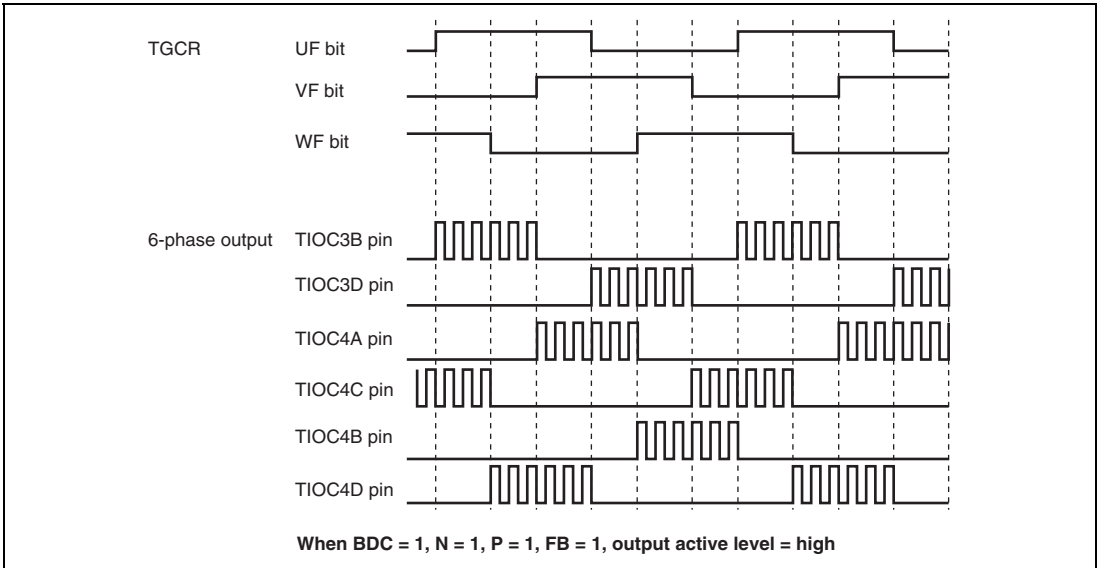 TGCR UF bit
VF bit
WF bit
6-phase output TIOC3B pin
TIOC3D pin
TIOC4A pin
TIOC4C pin
TIOC4B pin
TIOC4D pin
When BDC = 1, N = 1, P = 1, FB = 1, output active level = high